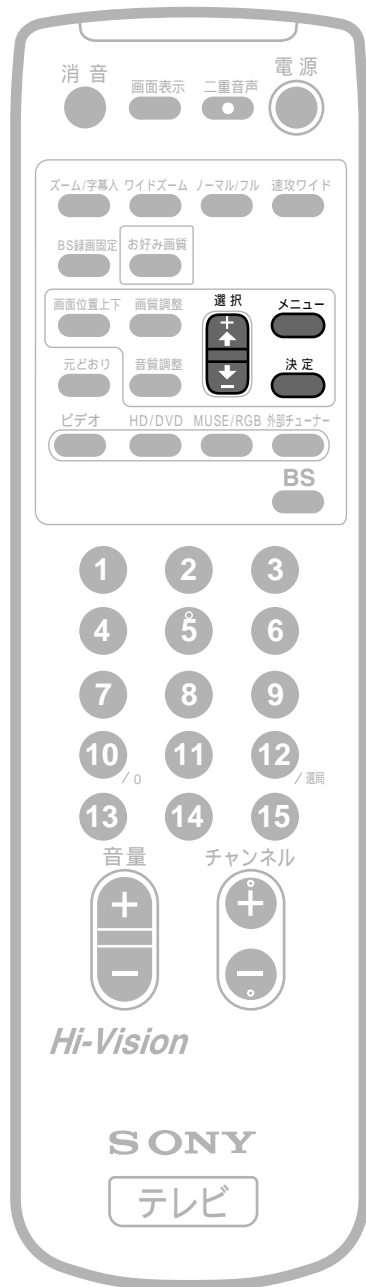 消音 画面表示 二重音声 電源
ズーム/字幕入 ワイドズーム ノーマル/フル 速攻ワイド
BS録画固定 お好み画質
画面位置上下 画質調整 選択 メニュー
+
元どおり 音質調整 決定
−
ビデオ HD/DVD MUSE/RGB 外部チューナー
BS
1 2 3
4 5 6
7 8 9
10 /0 11 12 /選局
13 14 15
音量 チャンネル
+ +
− −
Hi-Vision
SONY
テレビ